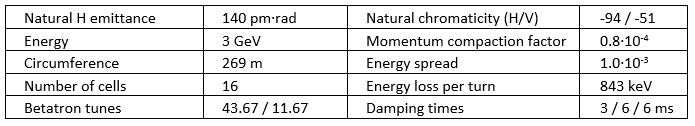 Natural H emittance 140 pm·rad Natural chromaticity (H/V) -94 / -51
Energy 3 GeV Momentum compaction factor 0.8·10⁻⁴
Circumference 269 m Energy spread 1.0·10⁻³
Number of cells 16 Energy loss per turn 843 keV
Betatron tunes 43.67 / 11.67 Damping times 3 / 6 / 6 ms